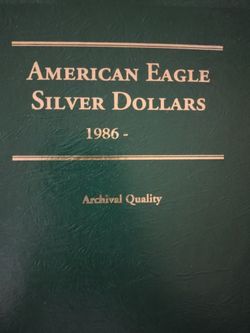 American Eagle
Silver Dollars
1986 -
Archival Quality